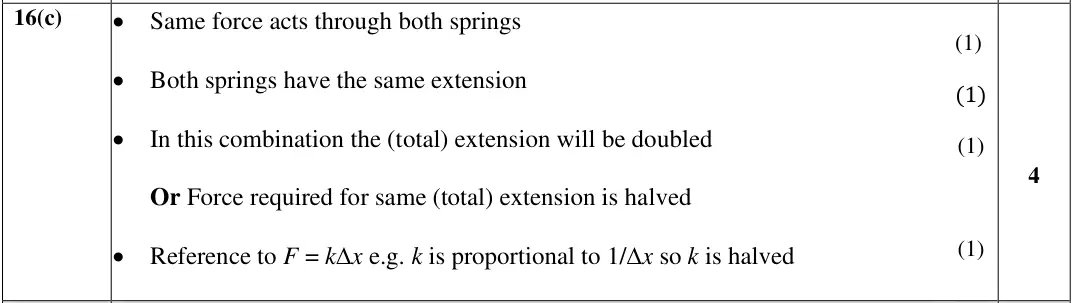 16(c)
• Same force acts through both springs
(1)
• Both springs have the same extension
(1)
• In this combination the (total) extension will be doubled
(1)
4
Or Force required for same (total) extension is halved
• Reference to F = kΔx e.g. k is proportional to 1/Δx so k is halved
(1)